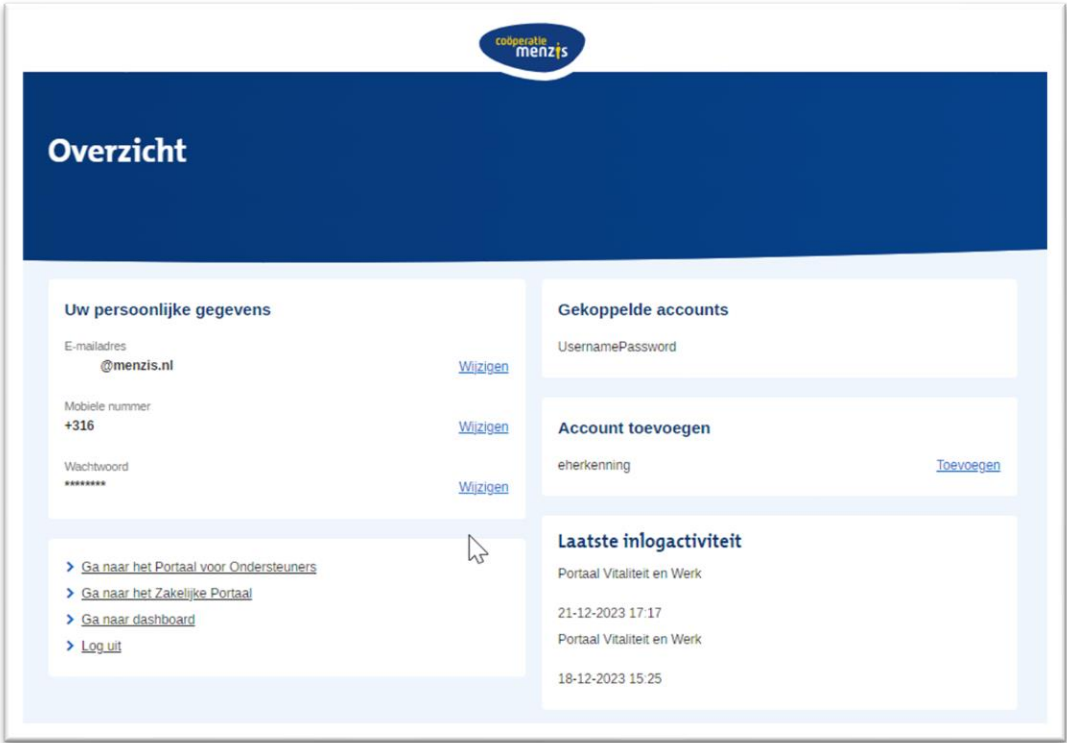 coöperatie
menzis
Overzicht
Uw persoonlijke gegevens
E-mailadres
@menzis.nl
Wijzigen
Mobiele nummer
+316
Wijzigen
Wachtwoord
********
Wijzigen
Ga naar het Portaal voor Ondersteuners
Ga naar het Zakelijke Portaal
Ga naar dashboard
Log uit
Gekoppelde accounts
UsernamePassword
Account toevoegen
eherkenning
Toevoegen
Laatste inlogactiviteit
Portaal Vitaliteit en Werk
21-12-2023 17:17
Portaal Vitaliteit en Werk
18-12-2023 15:25